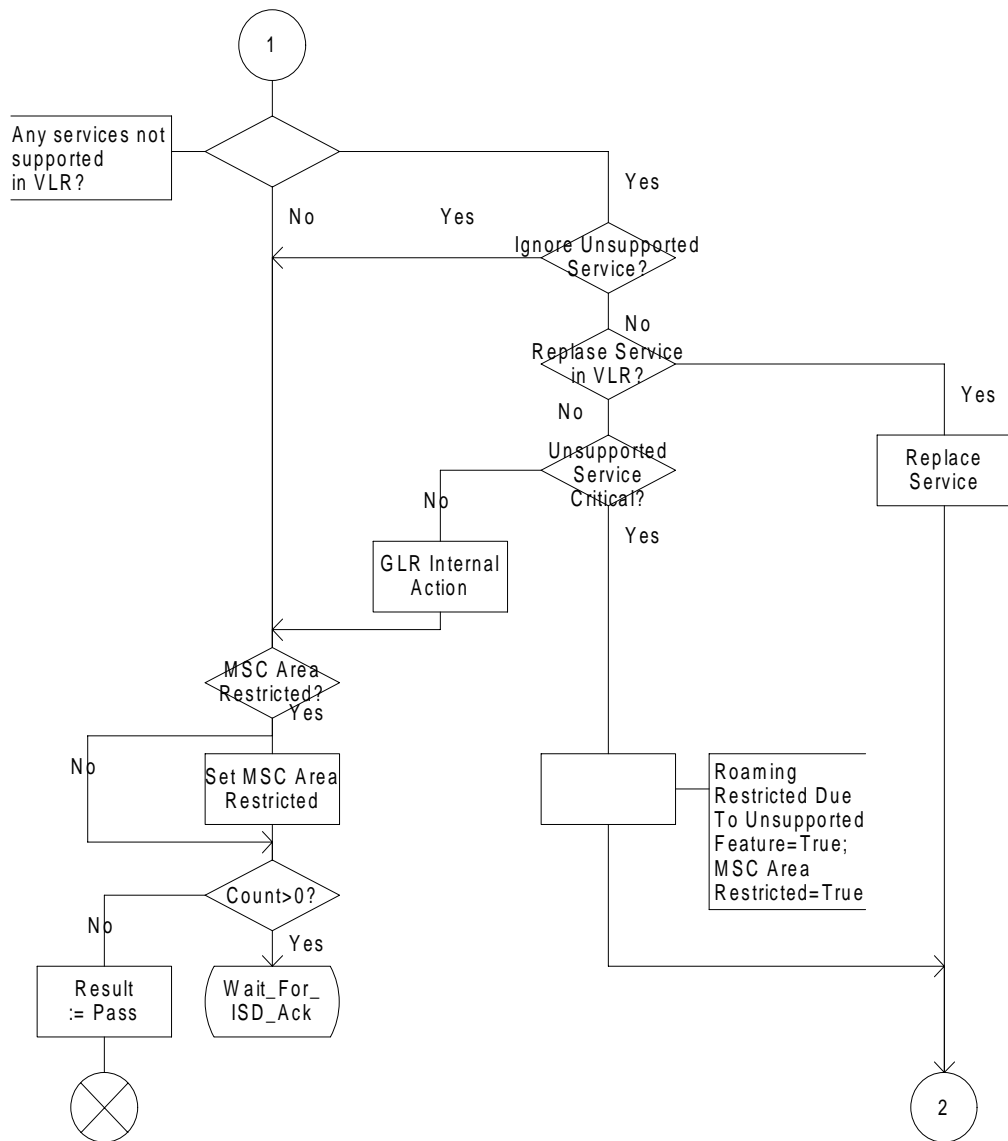 1
Any services not
supported
in VLR?
Yes
No
Yes
Ignore Unsupported
Service?
No
Replase Service
in VLR?
Yes
No
Unsupported
Service
Critical?
Replace
Service
No
Yes
GLR Internal
Action
MSC Area
Restricted?
Yes
No
Set MSC Area
Restricted
Roaming
Restricted Due
To Unsupported
Feature=True;
MSC Area
Restricted=True
Count>0?
No
Yes
Result
:= Pass
Wait_For_
ISD_Ack
2